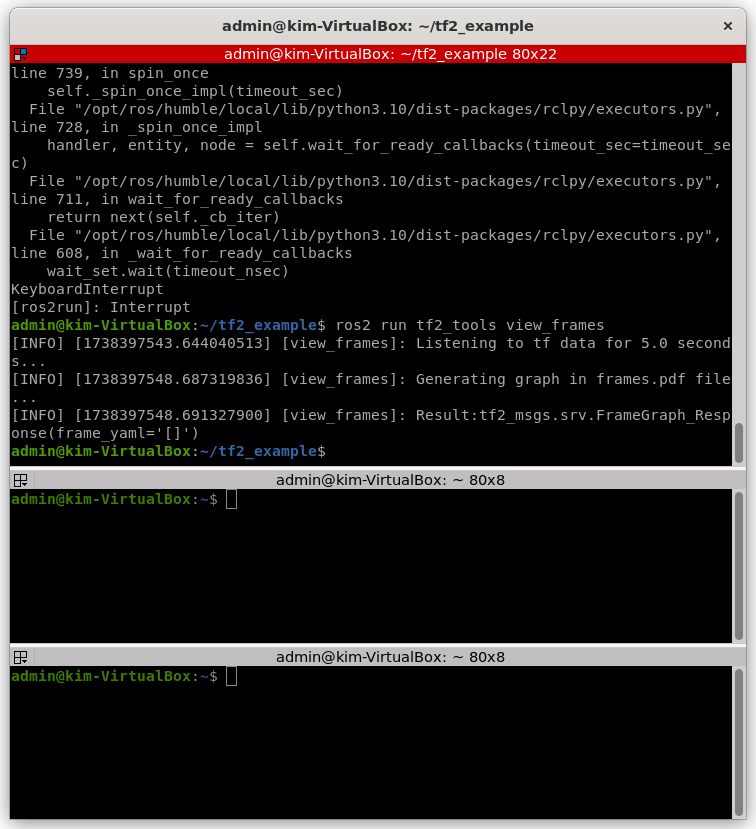 admin@kim-VirtualBox: ~/tf2_example
admin@kim-VirtualBox: ~/tf2_example 80x22
line 739, in spin_once
    self._spin_once_impl(timeout_sec)
  File "/opt/ros/humble/local/lib/python3.10/dist-packages/rclpy/executors.py",
line 728, in _spin_once_impl
    handler, entity, node = self.wait_for_ready_callbacks(timeout_sec=timeout_se
c)
  File "/opt/ros/humble/local/lib/python3.10/dist-packages/rclpy/executors.py",
line 711, in wait_for_ready_callbacks
    return next(self._cb_iter)
  File "/opt/ros/humble/local/lib/python3.10/dist-packages/rclpy/executors.py",
line 608, in _wait_for_ready_callbacks
    wait_set.wait(timeout_nsec)
KeyboardInterrupt
[ros2run]: Interrupt
admin@kim-VirtualBox:~/tf2_example$ ros2 run tf2_tools view_frames
[INFO] [1738397543.644040513] [view_frames]: Listening to tf data for 5.0 second
s...
[INFO] [1738397548.687319836] [view_frames]: Generating graph in frames.pdf file
...
[INFO] [1738397548.691327900] [view_frames]: Result:tf2_msgs.srv.FrameGraph_Resp
onse(frame_yaml='[]')
admin@kim-VirtualBox:~/tf2_example$
admin@kim-VirtualBox: ~ 80x8
admin@kim-VirtualBox:~$
admin@kim-VirtualBox: ~ 80x8
admin@kim-VirtualBox:~$